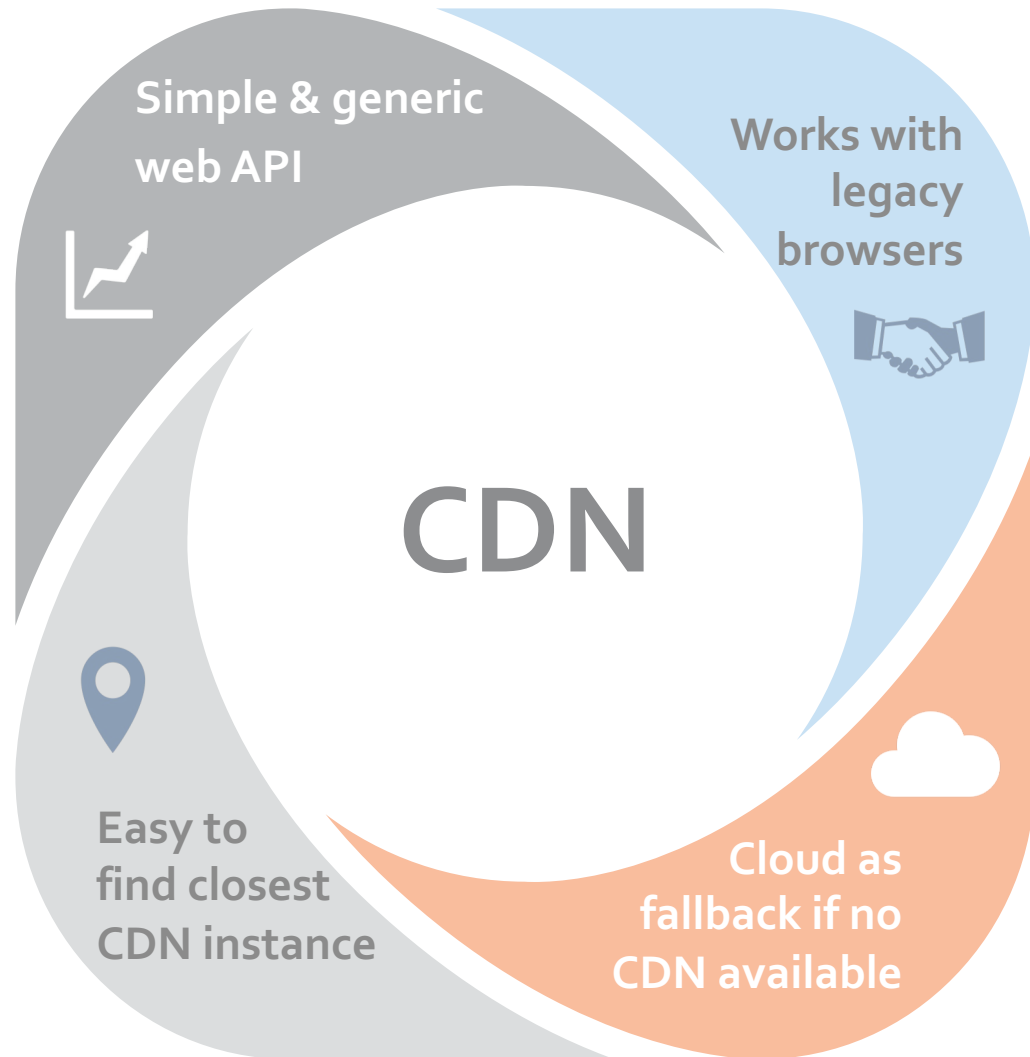 Simple & generic
web API
Works with
legacy
browsers
CDN
Easy to
find closest
CDN instance
Cloud as
fallback if no
CDN available